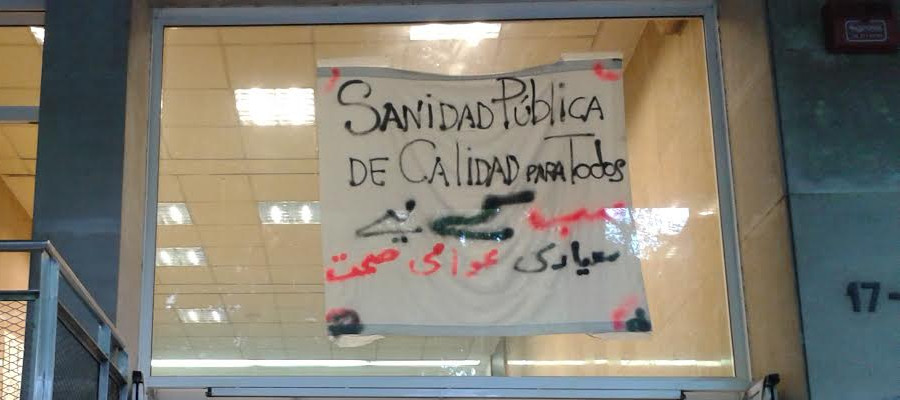 SANIDAD PÚBLICA
DE CALIDAD PARA TODOS
سب کے لیے
معیاری عوامی صحت
17-